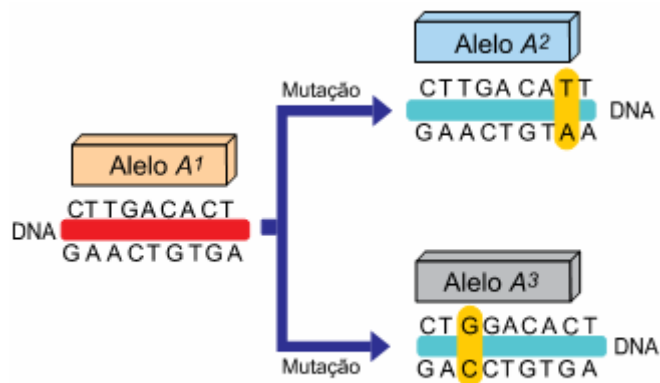 Alelo A1
CTTGACACT
DNA
GAACTGTGA
Mutação
Alelo A2
CTTGACATT
DNA
GAACTGTAA
Mutação
Alelo A3
CTGGACACT
DNA
GACCTGTGA